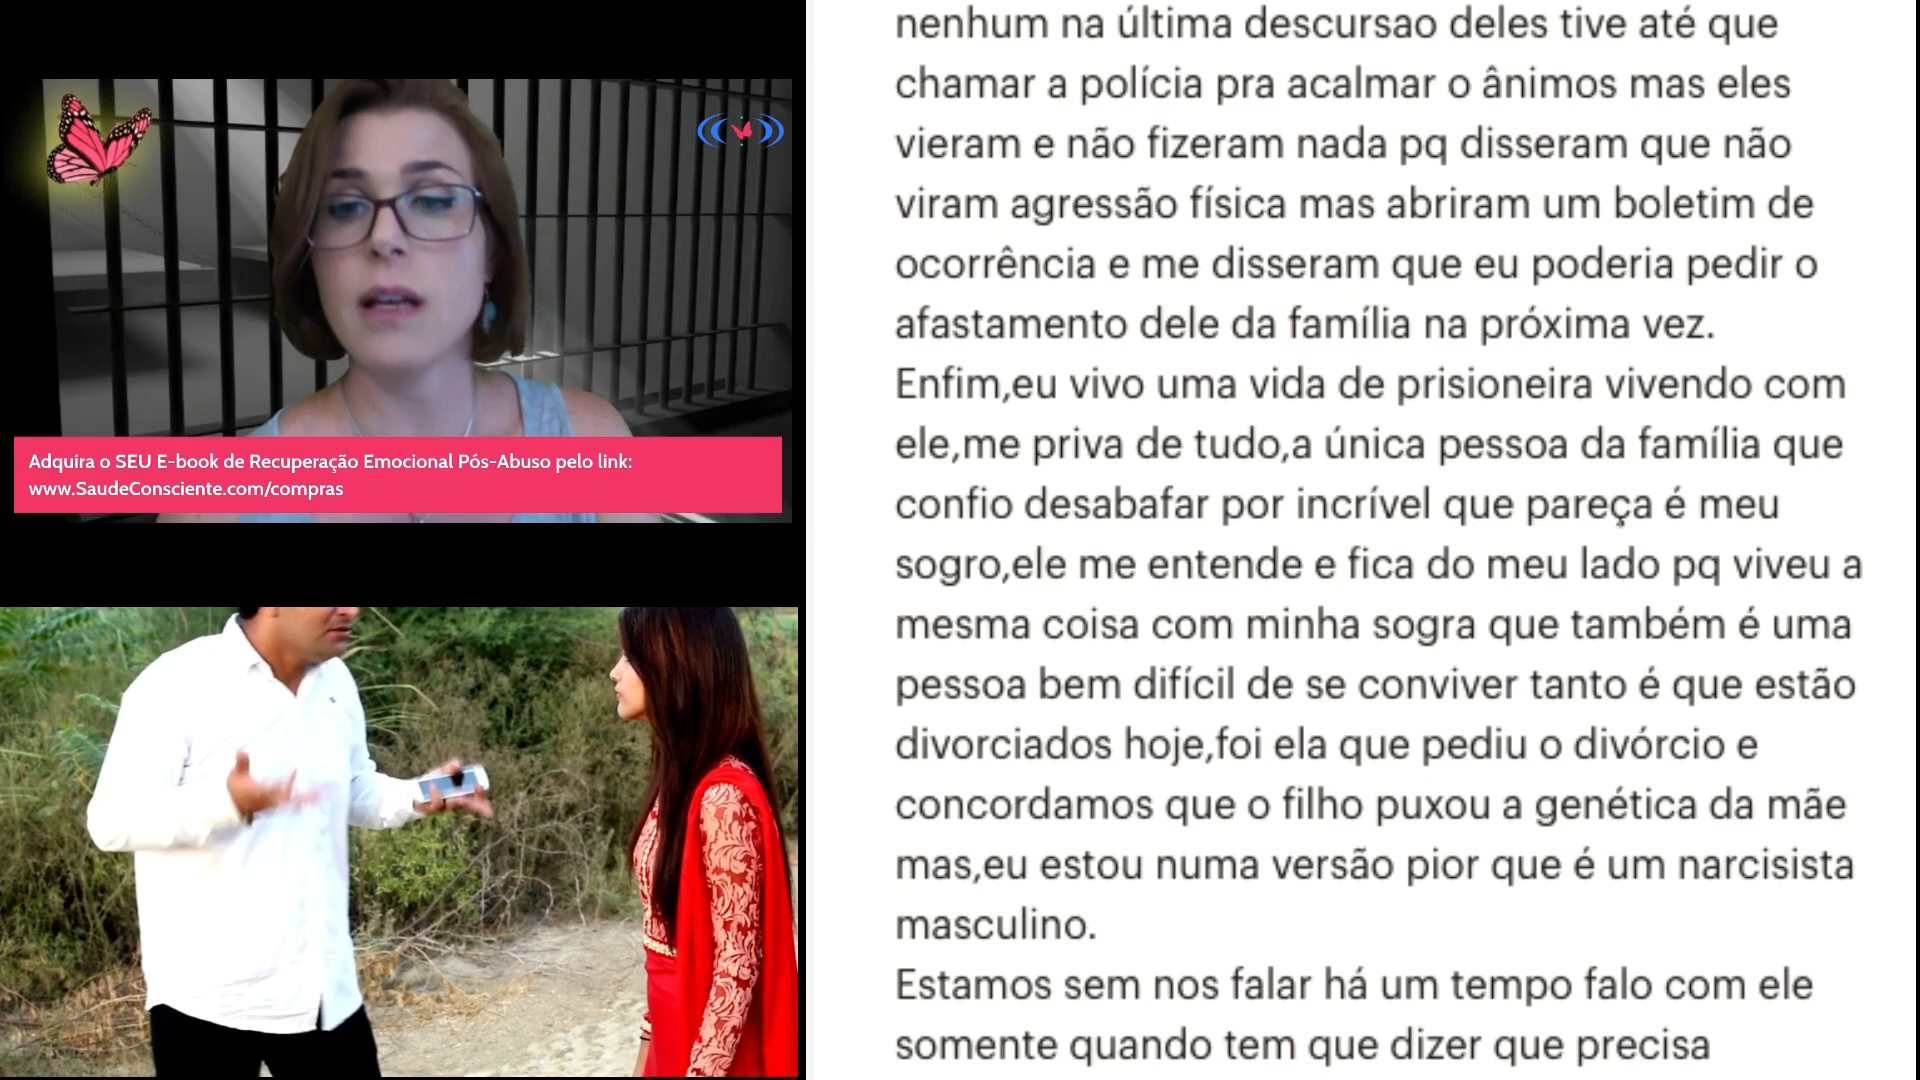 Adquira o SEU E-book de Recuperação Emocional Pós-Abuso pelo link:
www.SaudeConsciente.com/compras
nenhum na última descursao deles tive até que
chamar a polícia pra acalmar o ânimos mas eles
vieram e não fizeram nada pq disseram que não
viram agressão física mas abriram um boletim de
ocorrência e me disseram que eu poderia pedir o
afastamento dele da família na próxima vez.
Enfim,eu vivo uma vida de prisioneira vivendo com
ele,me priva de tudo,a única pessoa da família que
confio desabafar por incrível que pareça é meu
sogro,ele me entende e fica do meu lado pq viveu a
mesma coisa com minha sogra que também é uma
pessoa bem difícil de se conviver tanto é que estão
divorciados hoje,foi ela que pediu o divórcio e
concordamos que o filho puxou a genética da mãe
mas,eu estou numa versão pior que é um narcisista
masculino.
Estamos sem nos falar há um tempo falo com ele
somente quando tem que dizer que precisa